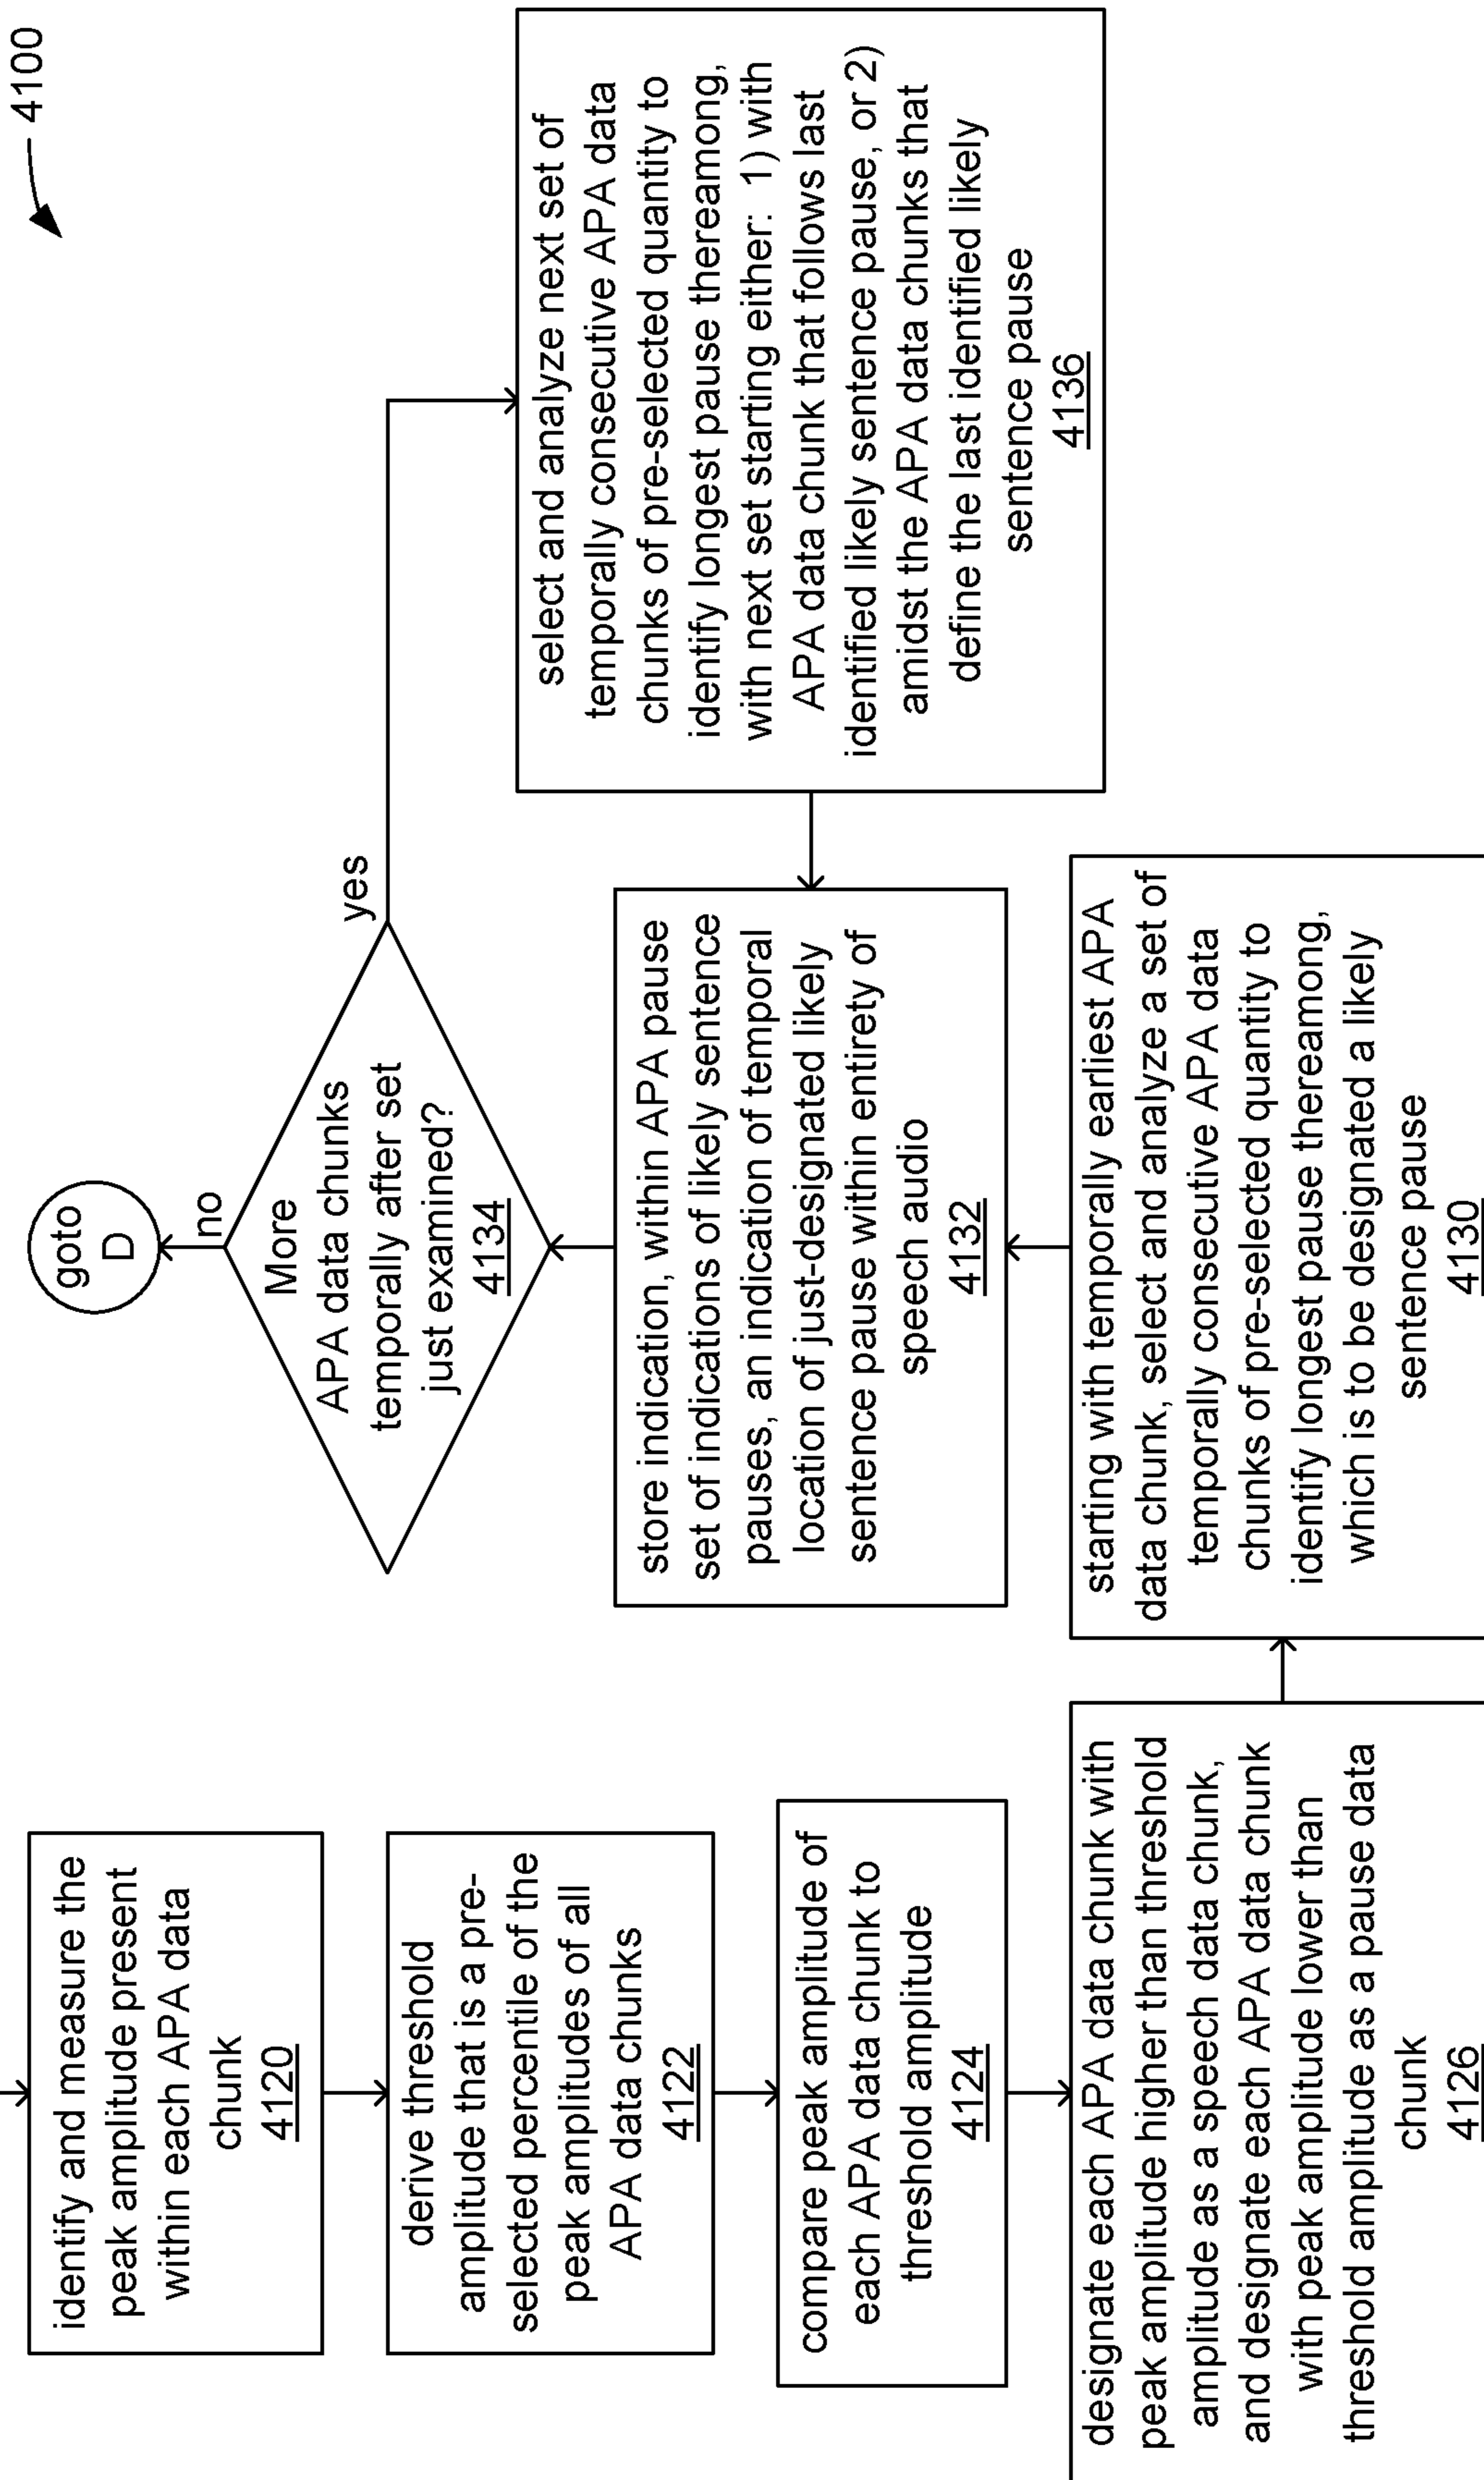 4100
identify and measure the
peak amplitude present
within each APA data
chunk
4120
derive threshold
amplitude that is a pre-
selected percentile of the
peak amplitudes of all
APA data chunks
4122
compare peak amplitude of
each APA data chunk to
threshold amplitude
4124
designate each APA data chunk with
peak amplitude higher than threshold
amplitude as a speech data chunk,
and designate each APA data chunk
with peak amplitude lower than
threshold amplitude as a pause data
chunk
4126
starting with temporally earliest APA
data chunk, select and analyze a set of
temporally consecutive APA data
chunks of pre-selected quantity to
identify longest pause thereamong,
which is to be designated a likely
sentence pause
4130
store indication, within APA pause
set of indications of likely sentence
pauses, an indication of temporal
location of just-designated likely
sentence pause within entirety of
speech audio
4132
More
APA data chunks
temporally after set
just examined?
4134
no
goto
D
yes
select and analyze next set of
temporally consecutive APA data
chunks of pre-selected quantity to
identify longest pause thereamong,
with next set starting either: 1) with
APA data chunk that follows last
identified likely sentence pause, or 2)
amidst the APA data chunks that
define the last identified likely
sentence pause
4136